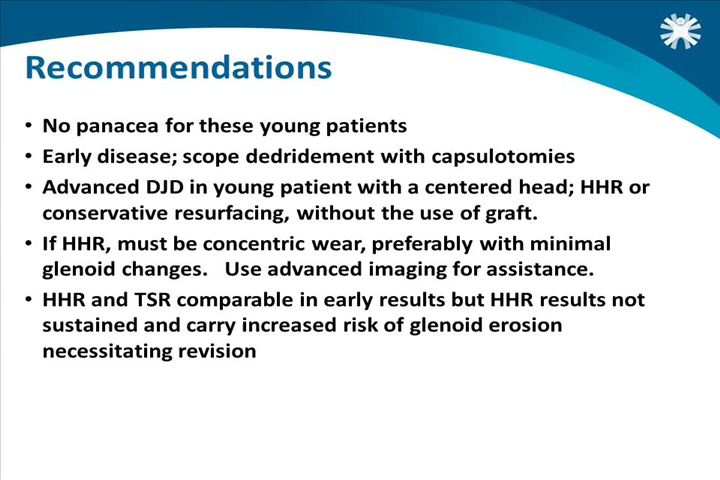 Recommendations
• No panacea for these young patients
• Early disease; scope dedridement with capsulotomies
• Advanced DJD in young patient with a centered head; HHR or
conservative resurfacing, without the use of graft.
• If HHR, must be concentric wear, preferably with minimal
glenoid changes.   Use advanced imaging for assistance.
• HHR and TSR comparable in early results but HHR results not
sustained and carry increased risk of glenoid erosion
necessitating revision